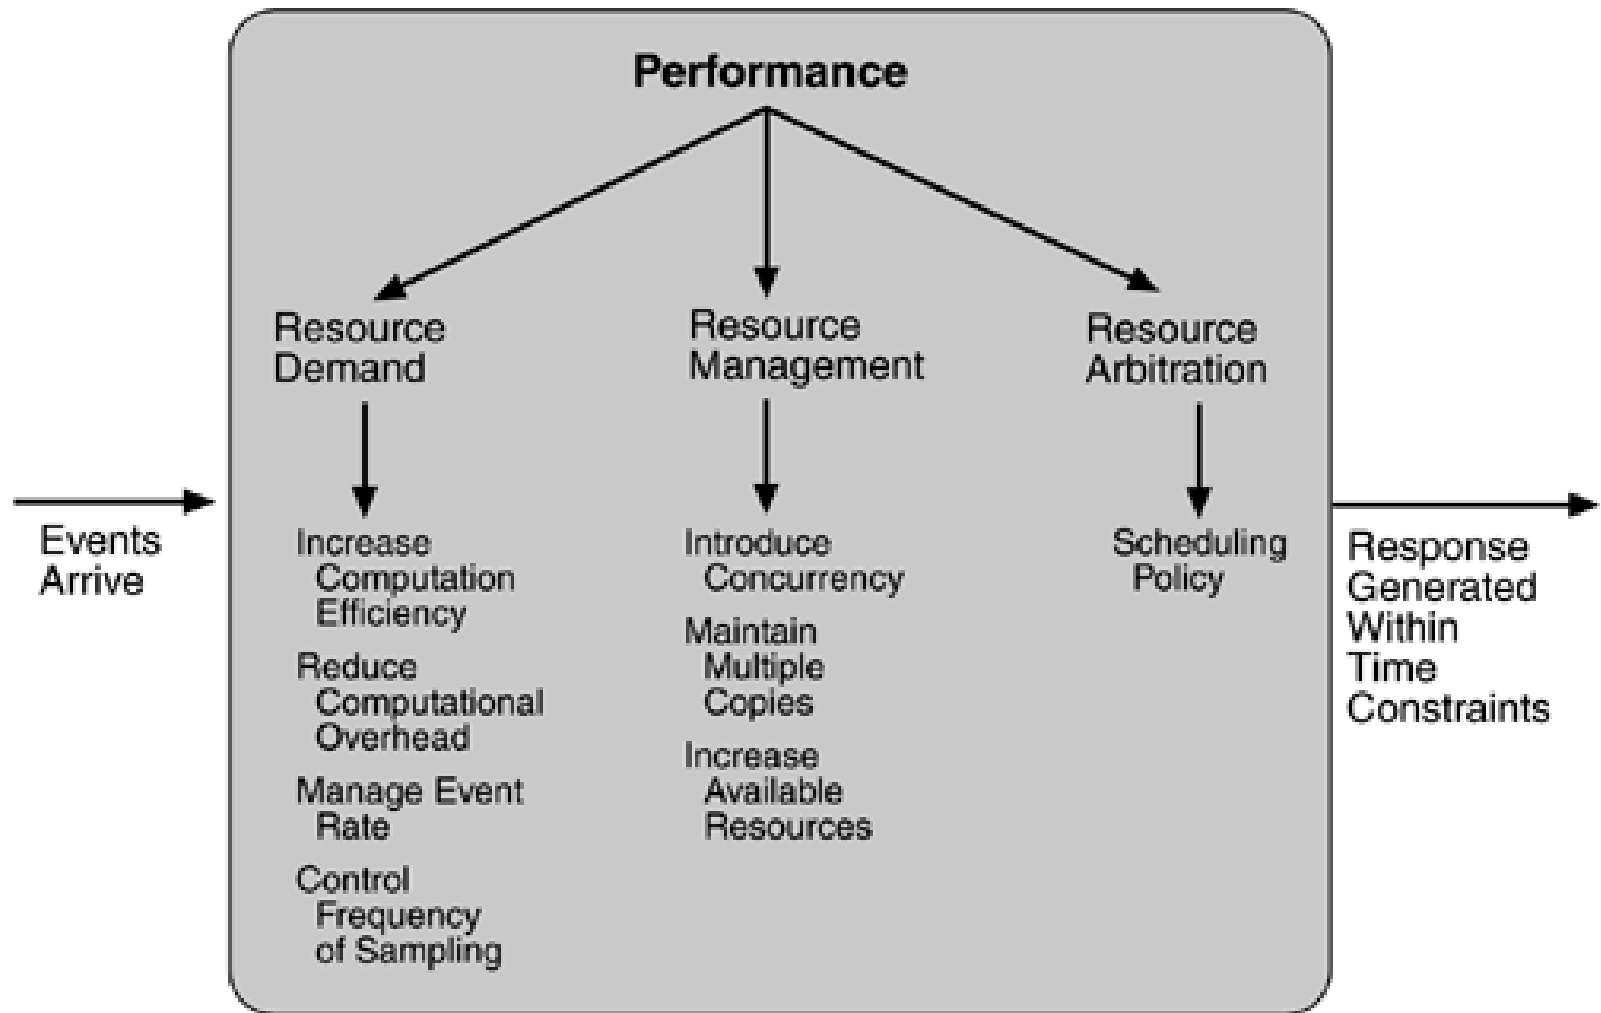 Performance
Resource
Demand
Resource
Management
Resource
Arbitration
Events
Arrive
Increase
Computation
Efficiency
Reduce
Computational
Overhead
Manage Event
Rate
Control
Frequency
of Sampling
Introduce
Concurrency
Maintain
Multiple
Copies
Increase
Available
Resources
Scheduling
Policy
Response
Generated
Within
Time
Constraints